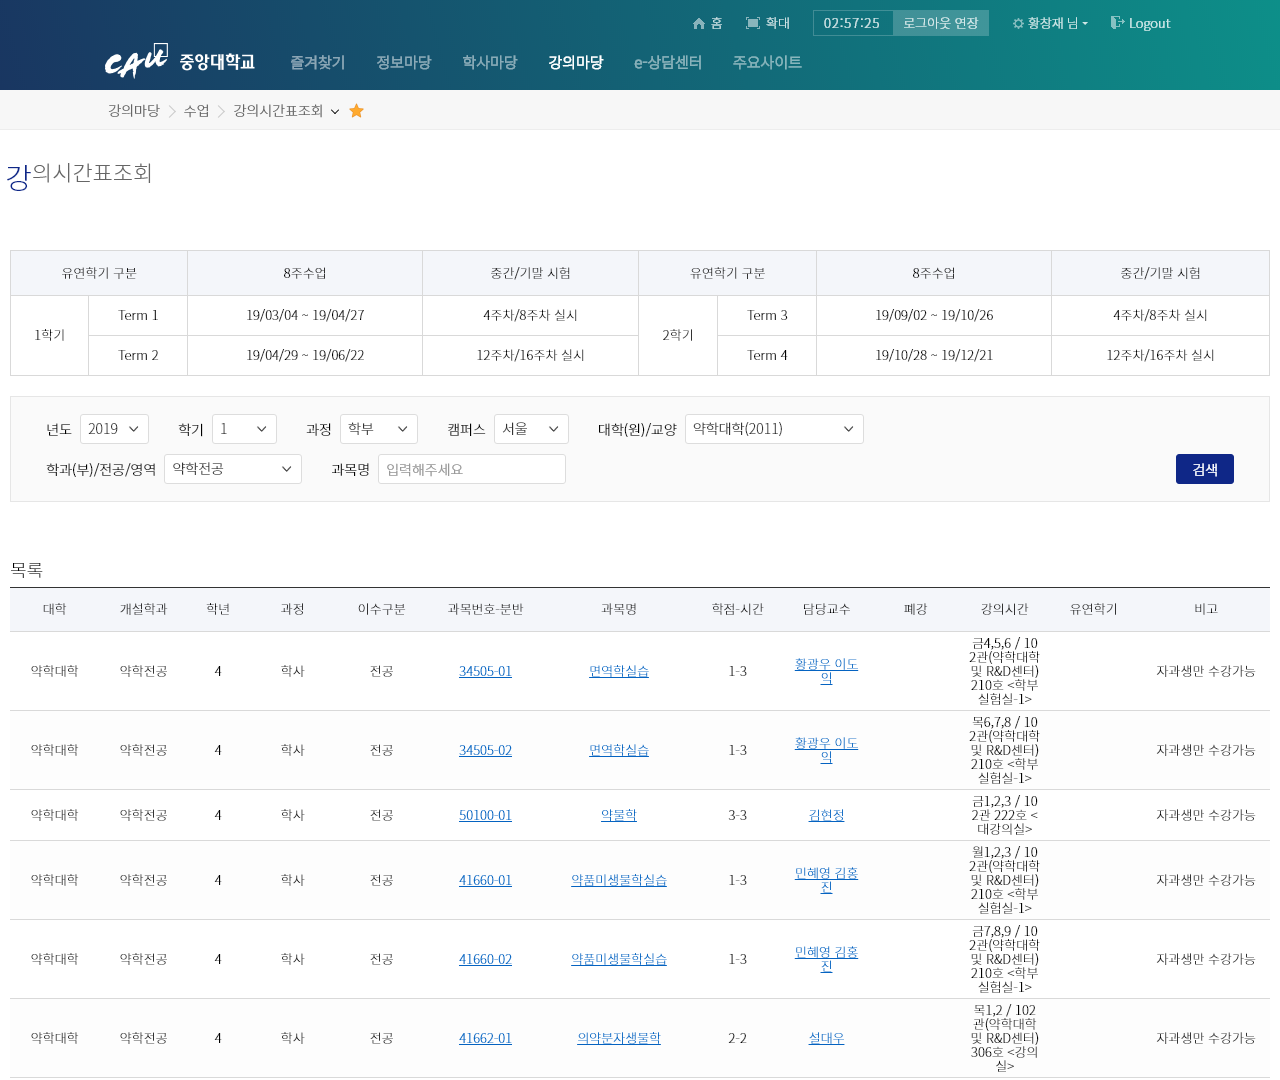 홈 확대 02:57:25 로그아웃 연장 황창재 님 Logout
CAU 중앙대학교 즐겨찾기 정보마당 학사마당 강의마당 e-상담센터 주요사이트
강의마당 수업 강의시간표조회
강의시간표조회
유연학기 구분 8주수업 중간/기말 시험 유연학기 구분 8주수업 중간/기말 시험
1학기 Term 1 19/03/04 ~ 19/04/27 4주차/8주차 실시 2학기 Term 3 19/09/02 ~ 19/10/26 4주차/8주차 실시
Term 2 19/04/29 ~ 19/06/22 12주차/16주차 실시 Term 4 19/10/28 ~ 19/12/21 12주차/16주차 실시
년도 2019 학기 1 과정 학부 캠퍼스 서울 대학(원)/교양 약학대학(2011)
학과(부)/전공/영역 약학전공 과목명 입력해주세요 검색
목록
대학 개설학과 학년 과정 이수구분 과목번호-분반 과목명 학점-시간 담당교수 폐강 강의시간 유연학기 비고
약학대학 약학전공 4 학사 전공 34505-01 면역학실습 1-3 황광우 이도
익
금4,5,6 / 10
2관(약학대학
및 R&D센터)
210호 <학부
실험실-1>
자과생만 수강가능
약학대학 약학전공 4 학사 전공 34505-02 면역학실습 1-3 황광우 이도
익
목6,7,8 / 10
2관(약학대학
및 R&D센터)
210호 <학부
실험실-1>
자과생만 수강가능
약학대학 약학전공 4 학사 전공 50100-01 약물학 3-3 김현정
금1,2,3 / 10
2관 222호 <
대강의실>
자과생만 수강가능
약학대학 약학전공 4 학사 전공 41660-01 약품미생물학실습 1-3 민혜영 김홍
진
월1,2,3 / 10
2관(약학대학
및 R&D센터)
210호 <학부
실험실-1>
자과생만 수강가능
약학대학 약학전공 4 학사 전공 41660-02 약품미생물학실습 1-3 민혜영 김홍
진
금7,8,9 / 10
2관(약학대학
및 R&D센터)
210호 <학부
실험실-1>
자과생만 수강가능
약학대학 약학전공 4 학사 전공 41662-01 의약분자생물학 2-2 설대우
목1,2 / 102
관(약학대학
및 R&D센터)
306호 <강의
실>
자과생만 수강가능